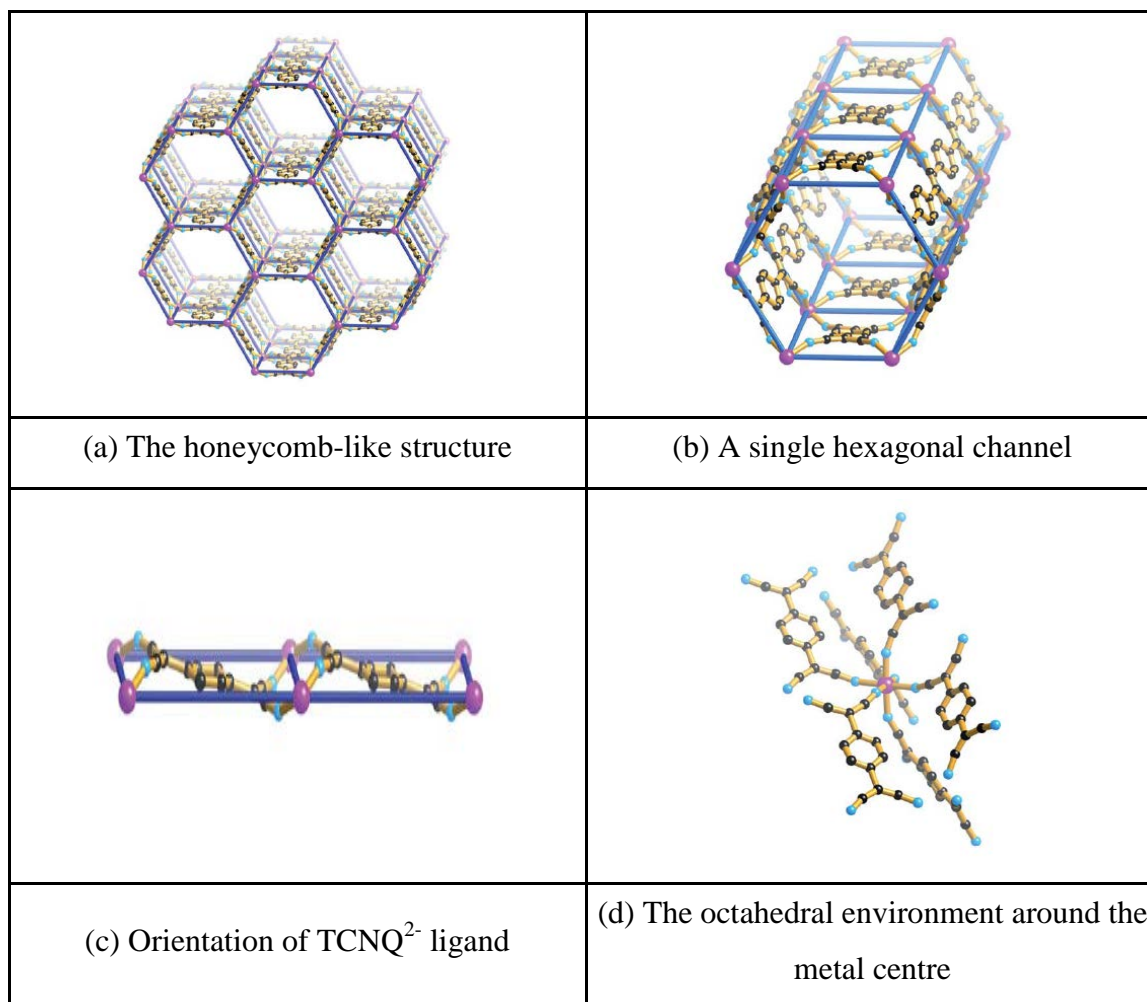 (a) The honeycomb-like structure
(b) A single hexagonal channel
(c) Orientation of TCNQ²⁻ ligand
(d) The octahedral environment around the
metal centre